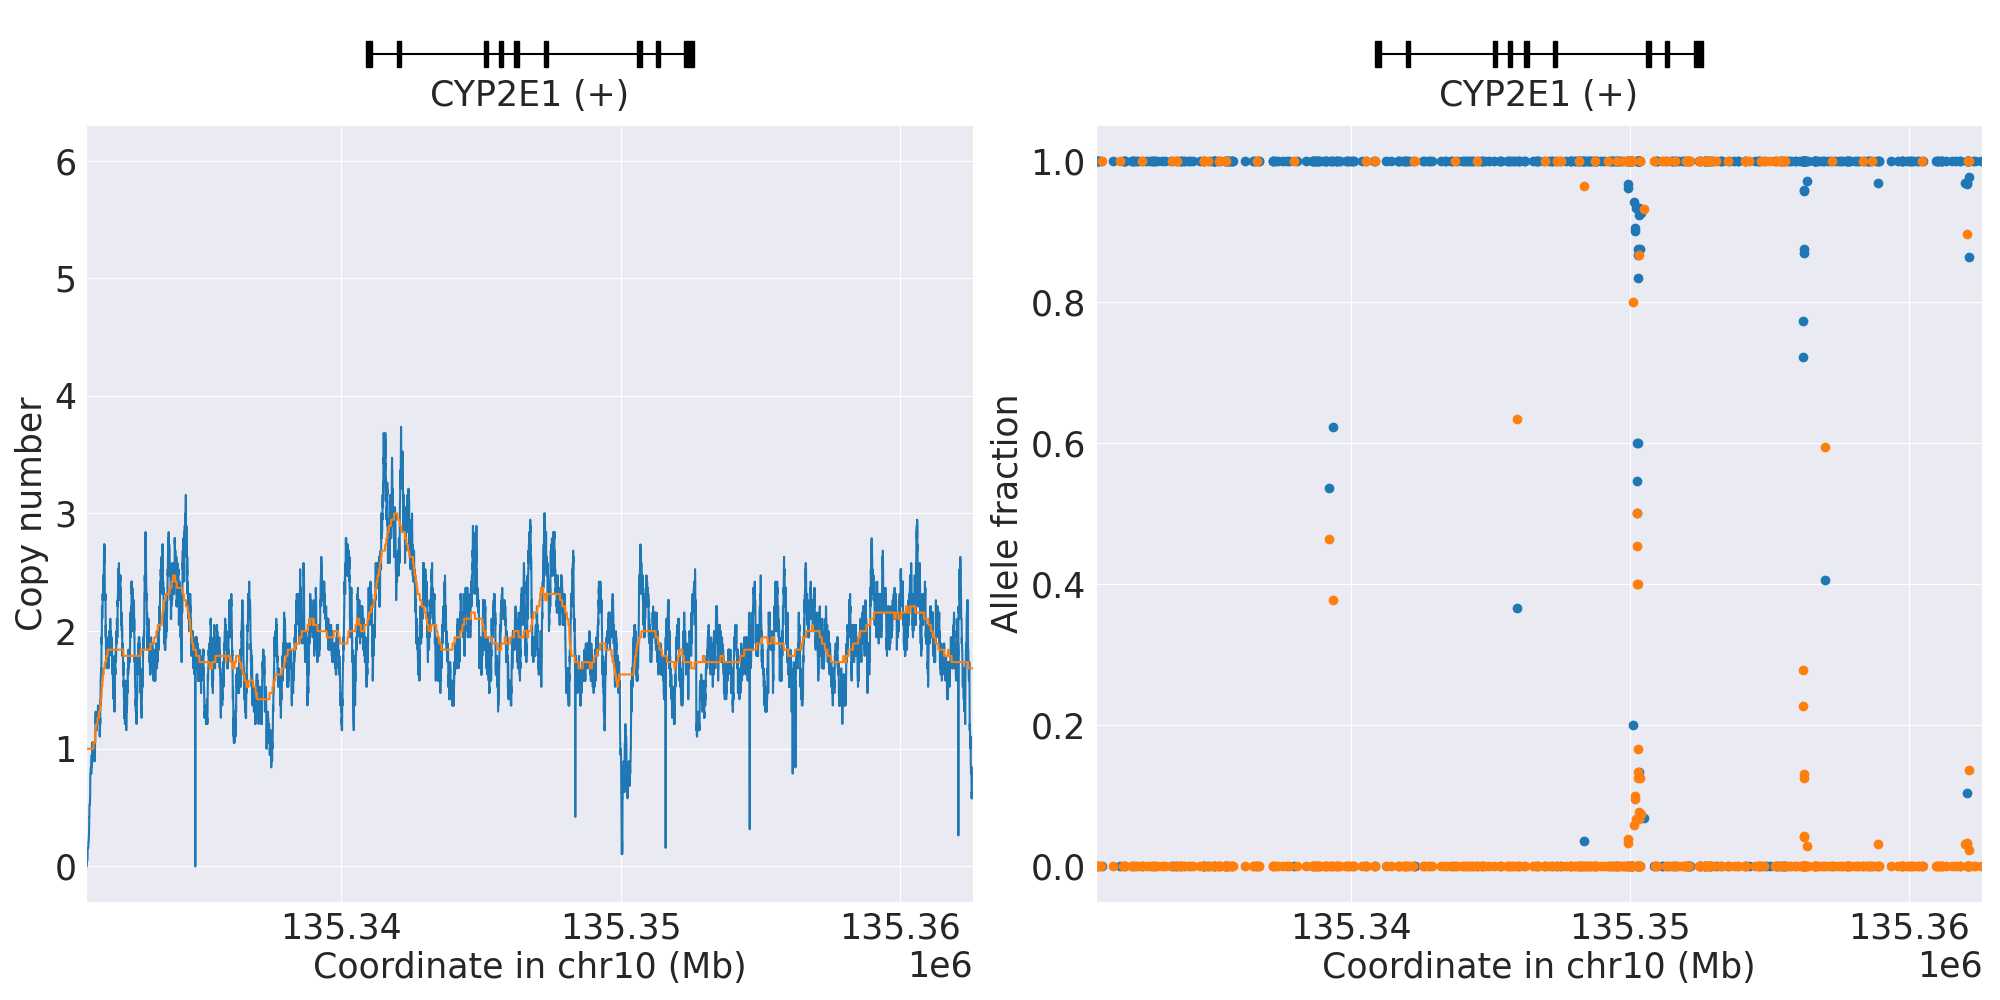 CYP2E1 (+)
6
5
4
3
2
1
0
Copy number
135.34 135.35 135.36
Coordinate in chr10 (Mb)
1e6
CYP2E1 (+)
1.0
0.8
0.6
0.4
0.2
0.0
Allele fraction
135.34 135.35 135.36
Coordinate in chr10 (Mb)
1e6